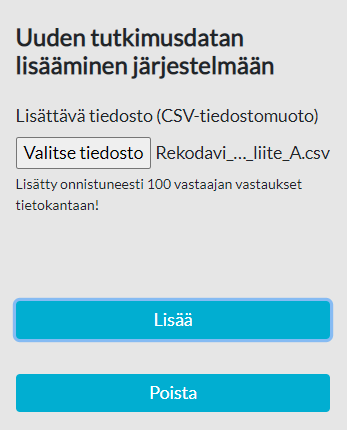 Uuden tutkimusdatan
lisääminen järjestelmään
Lisättävä tiedosto (CSV-tiedostomuoto)
Valitse tiedosto Rekodavi_..._liite_A.csv
Lisätty onnistuneesti 100 vastaajan vastaukset
tietokantaan!
Lisää
Poista